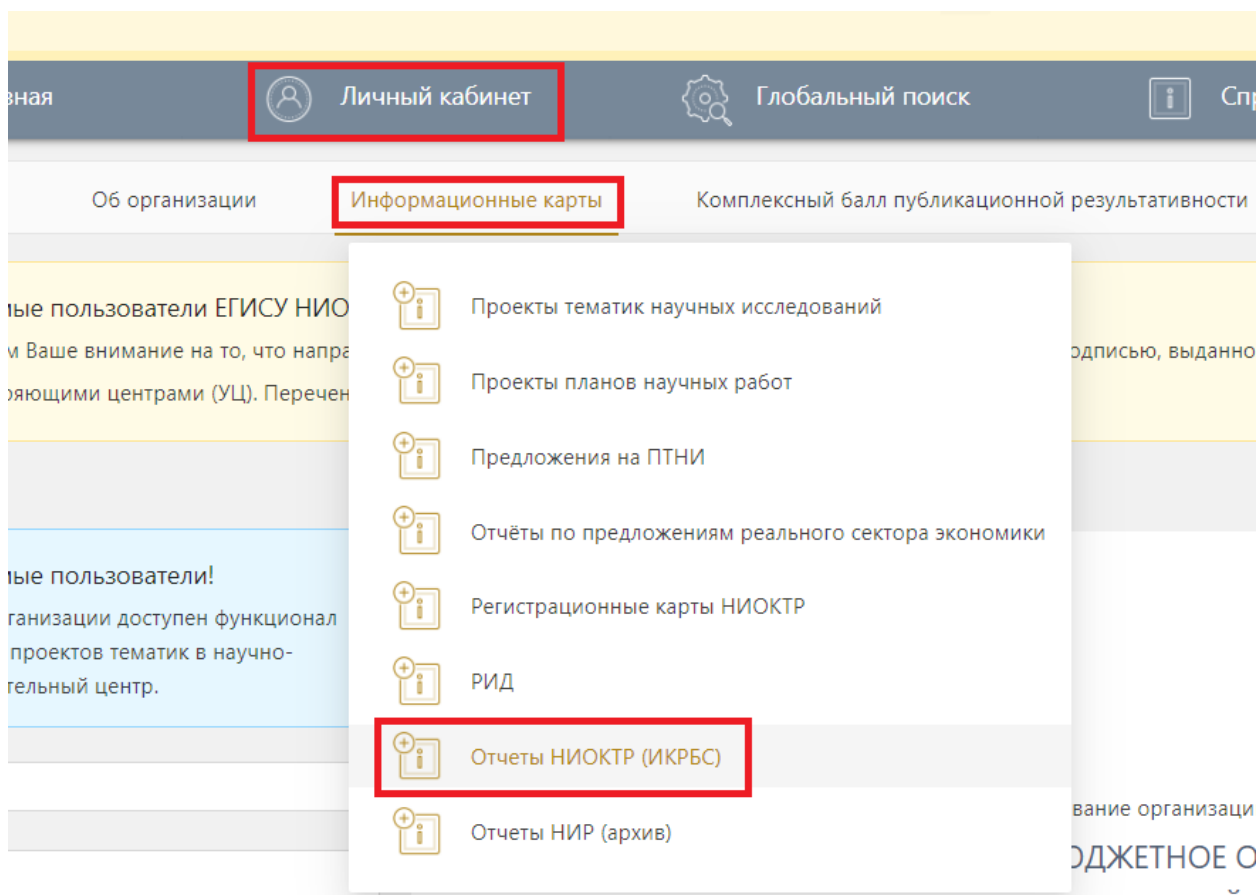 вная
Личный кабинет
Глобальный поиск
Спр
Об организации
Информационные карты
Комплексный балл публикационной результативности
ные пользователи ЕГИСУ НИО
м Ваше внимание на то, что напра
одписью, выданно
ряющими центрами (УЦ). Перечен
Проекты тематик научных исследований
Проекты планов научных работ
Предложения на ПТНИ
Отчёты по предложениям реального сектора экономики
мые пользователи!
ганизации доступен функционал
проектов тематик в научно-
тельный центр.
Регистрационные карты НИОКТР
РИД
Отчеты НИОКТР (ИКРБС)
Отчеты НИР (архив)
вание организаци
ОДЖЕТНОЕ О